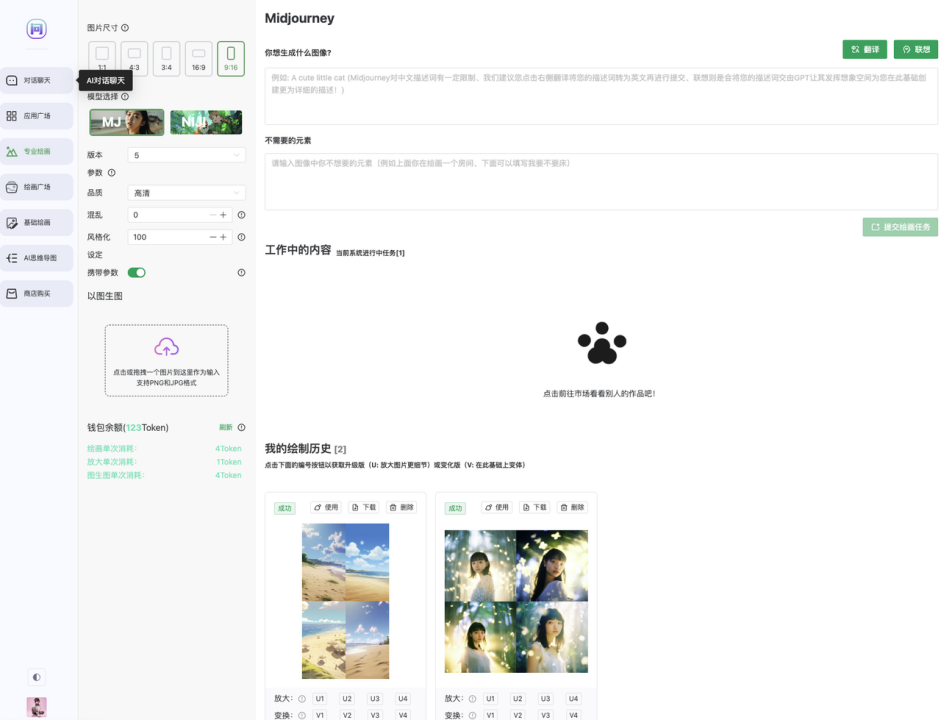 问
对话聊天
应用广场
专业绘画
绘画广场
基础绘画
AI思维导图
商店购买
AI对话聊天
图片尺寸
1:1
4:3
3:4
16:9
9:16
模型选择
MJ
NIJI
版本
5
参数
品质
高清
混乱
0
风格化
100
设定
携带参数
以图生图
点击或拖拽一个图片到这里作为输入
支持PNG和JPG格式
钱包余额(123Token)
刷新
绘画单次消耗:
4Token
放大单次消耗:
1Token
图生图单次消耗:
4Token
Midjourney
你想生成什么图像?
翻译
联想
例如: A cute little cat (Midjourney对中文描述词有一定限制、我们建议您点击右侧翻译将您的描述词转为英文再进行提交、联想则是会将您的描述词交由GPT让其发挥想象空间为您在此基础创
建更为详细的描述！)
不需要的元素
请输入图像中你不想要的元素（例如上面你在绘画一个房间、下面可以填写我要不要床）
提交绘画任务
工作中的内容
当前系统进行中任务[1]
点击前往市场看看别人的作品吧!
我的绘制历史 [2]
点击下面的编号按钮以获取升级版（U: 放大图片更细节）或变化版（V: 在此基础上变体）
成功
使用
下载
删除
放大:
U1
U2
U3
U4
变换:
V1
V2
V3
V4
成功
使用
下载
删除
放大:
U1
U2
U3
U4
变换:
V1
V2
V3
V4